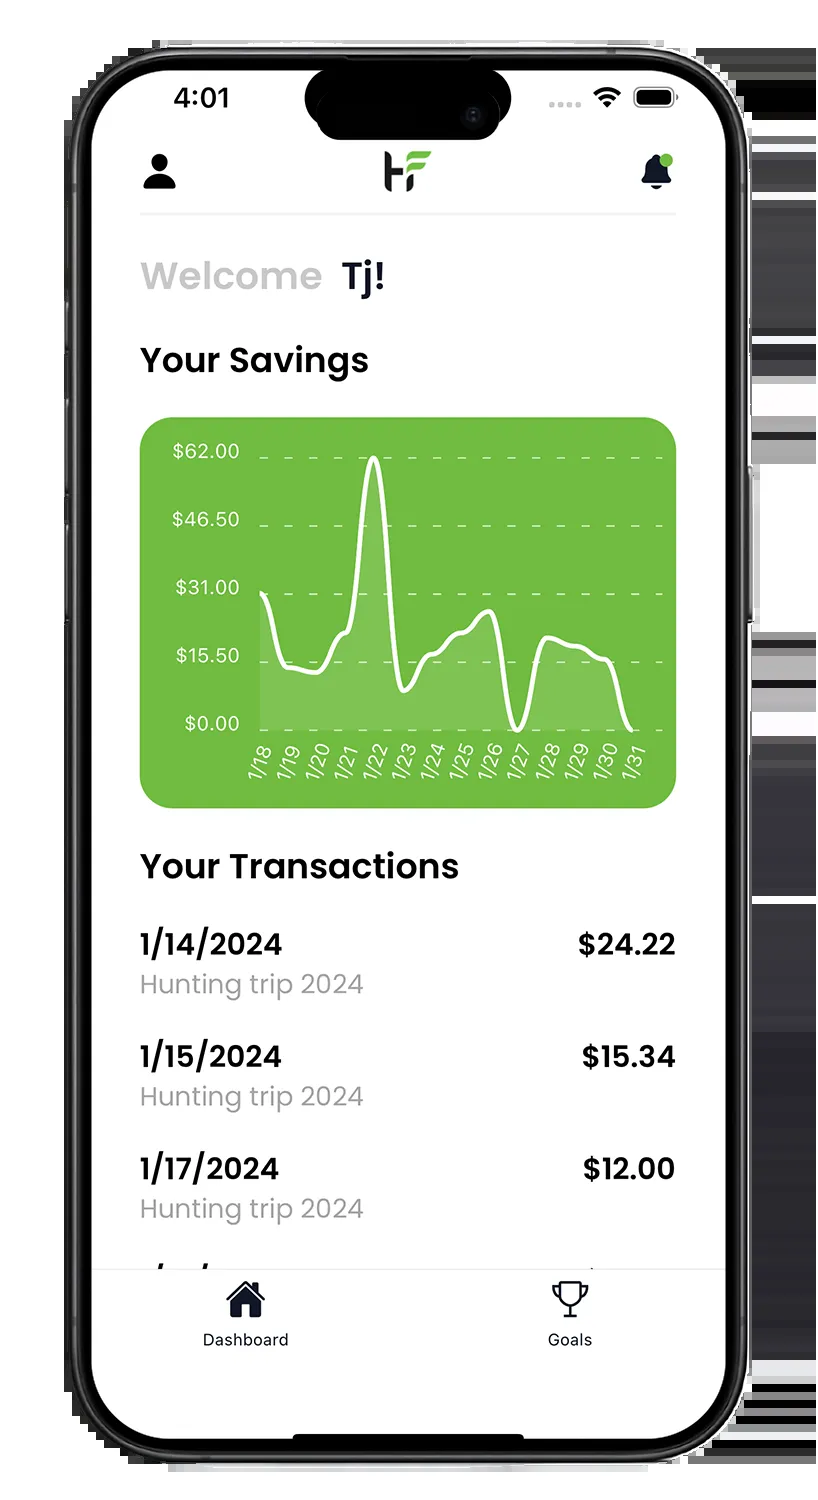 4:01
HF
Welcome Tj!
Your Savings
$62.00
$46.50
$31.00
$15.50
$0.00
1/18 1/19 1/20 1/21 1/22 1/23 1/24 1/25 1/26 1/27 1/28 1/29 1/30 1/31
Your Transactions
1/14/2024 $24.22
Hunting trip 2024
1/15/2024 $15.34
Hunting trip 2024
1/17/2024 $12.00
Hunting trip 2024
Dashboard Goals